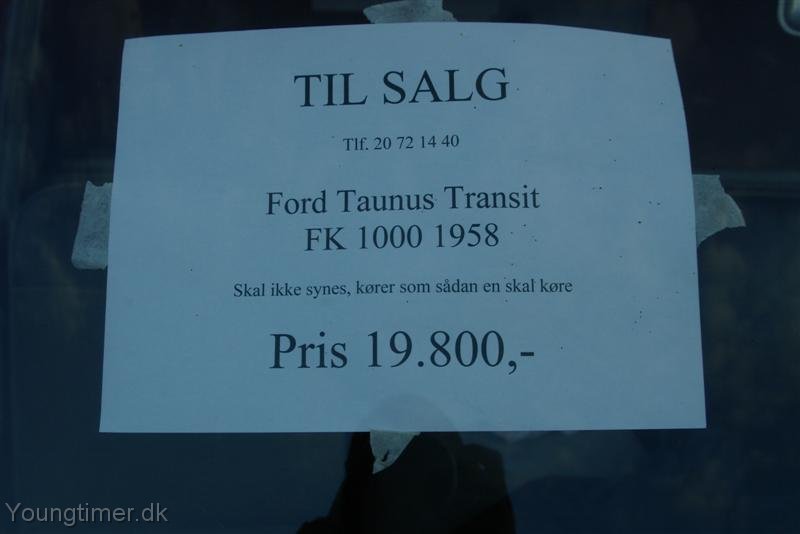 TIL SALG
Tlf. 20 72 14 40
Ford Taunus Transit
FK 1000 1958
Skal ikke synes, kører som sådan en skal køre
Pris 19.800,-
Youngtimer.dk